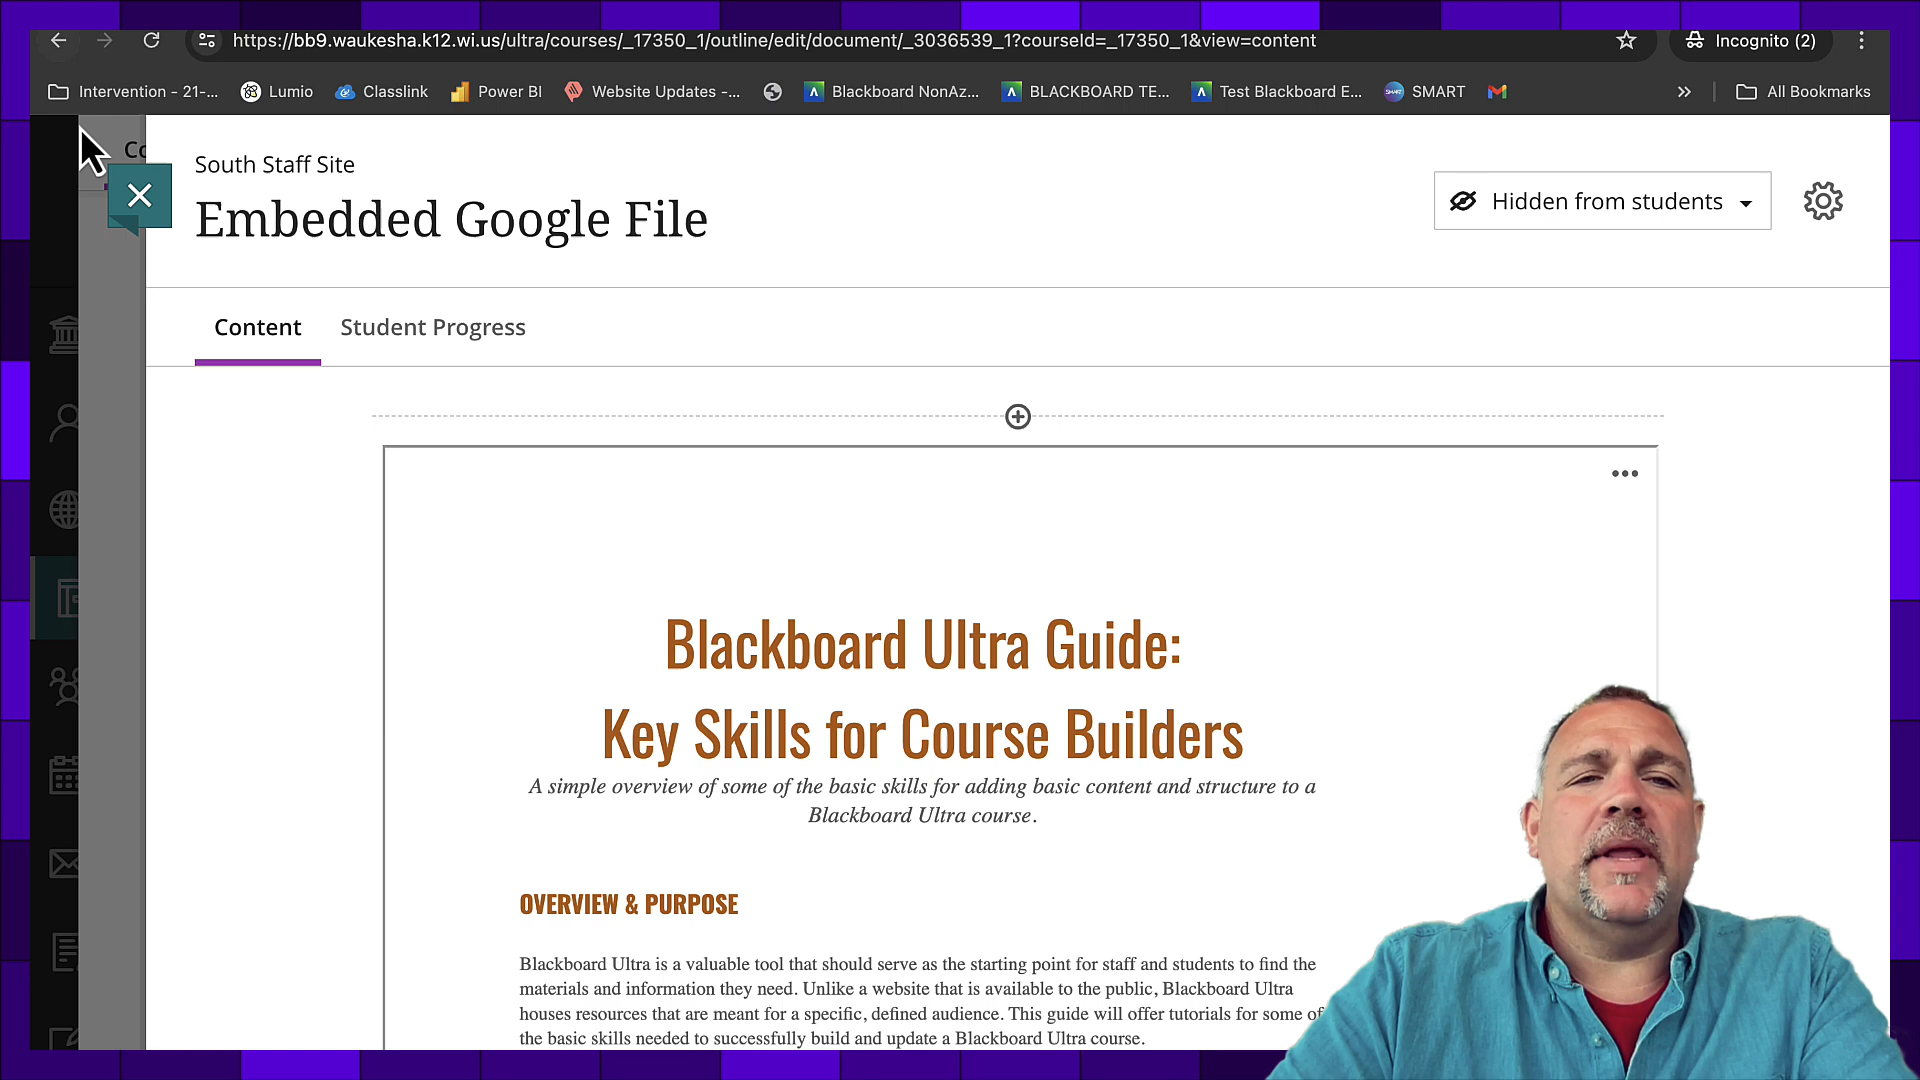 https://bb9.waukesha.k12.wi.us/ultra/courses/_17350_1/outline/edit/document/_3036539_1?courseId=_17350_1&view=content
Incognito (2)
Intervention - 21-...
Lumio
Classlink
Power BI
Website Updates -...
Blackboard NonAz...
BLACKBOARD TE...
Test Blackboard E...
SMART
SMART
»
All Bookmarks
Co
South Staff Site
Embedded Google File
Hidden from students
Content
Student Progress
Blackboard Ultra Guide:
Key Skills for Course Builders
A simple overview of some of the basic skills for adding basic content and structure to a
Blackboard Ultra course.
OVERVIEW & PURPOSE
Blackboard Ultra is a valuable tool that should serve as the starting point for staff and students to find the
materials and information they need. Unlike a website that is available to the public, Blackboard Ultra
houses resources that are meant for a specific, defined audience. This guide will offer tutorials for some of
the basic skills needed to successfully build and update a Blackboard Ultra course.